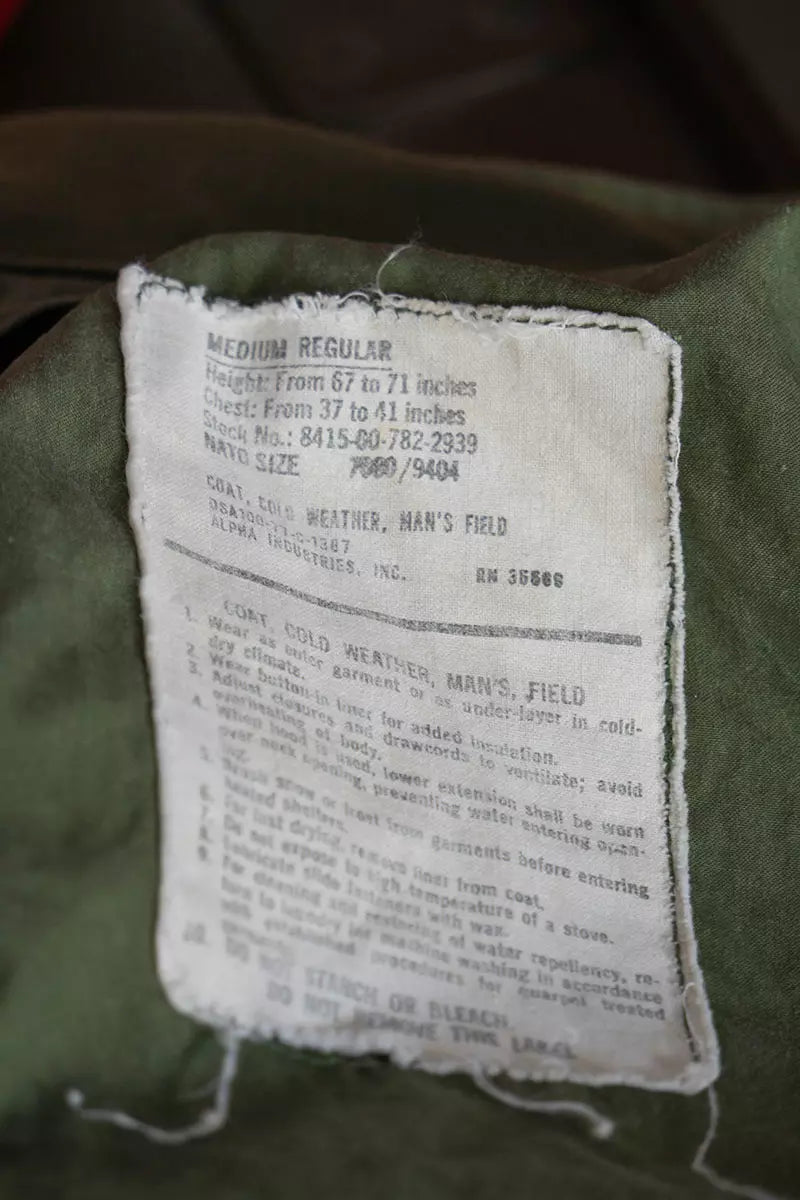 MEDIUM REGULAR
Height: From 67 to 71 inches
Chest: From 37 to 41 inches
Stock No.: 8415-00-782-2939
NATO SIZE 7080/9404
COAT, COLD WEATHER, MAN'S FIELD
ALPHA INDUSTRIES, INC.
COAT, COLD WEATHER, MAN'S, FIELD
1. Wear as outer garment or as under-layer in cold-
dry climate.
2. Wear button-in liner for added insulation.
3. Adjust closures and drawcords to ventilate; avoid
overheating of body.
4. When hood is used, lower extension shall be worn
over neck opening, preventing water entering open-
ing.
5. Brush snow or frost from garments before entering
heated shelters.
6. For fast drying, remove liner from coat.
7. Do not expose to high temperature of a stove.
8. Lubricate slide fasteners with wax.
9. For cleaning and restoring of water repellency, re-
turn to laundry for machine washing in accordance
with established procedures for quarpel treated
garments.
10. DO NOT STARCH OR BLEACH
DO NOT REMOVE THIS LABEL